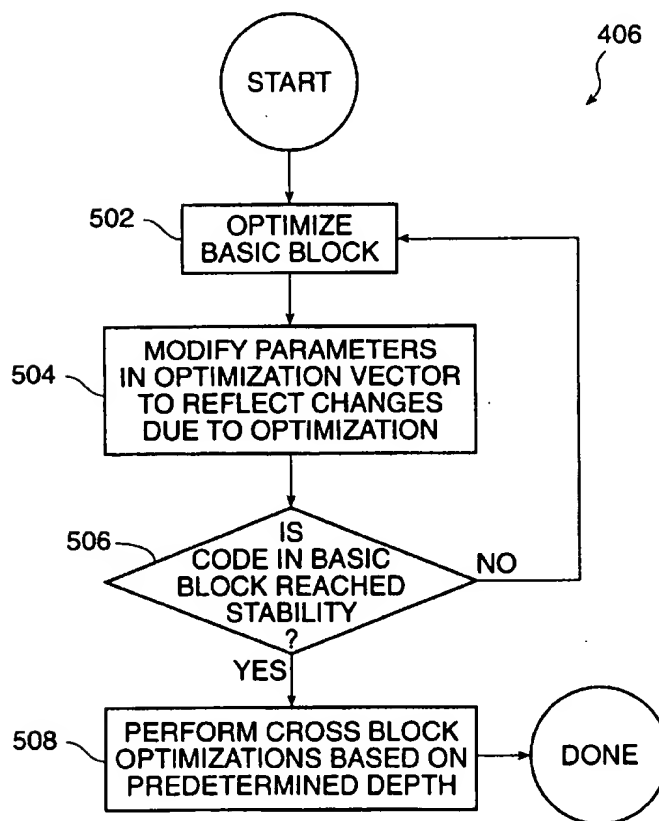 406
START
502
OPTIMIZE
BASIC BLOCK
504
MODIFY PARAMETERS
IN OPTIMIZATION VECTOR
TO REFLECT CHANGES
DUE TO OPTIMIZATION
506
IS
CODE IN BASIC
BLOCK REACHED
STABILITY
?
NO
YES
508
PERFORM CROSS BLOCK
OPTIMIZATIONS BASED ON
PREDETERMINED DEPTH
DONE